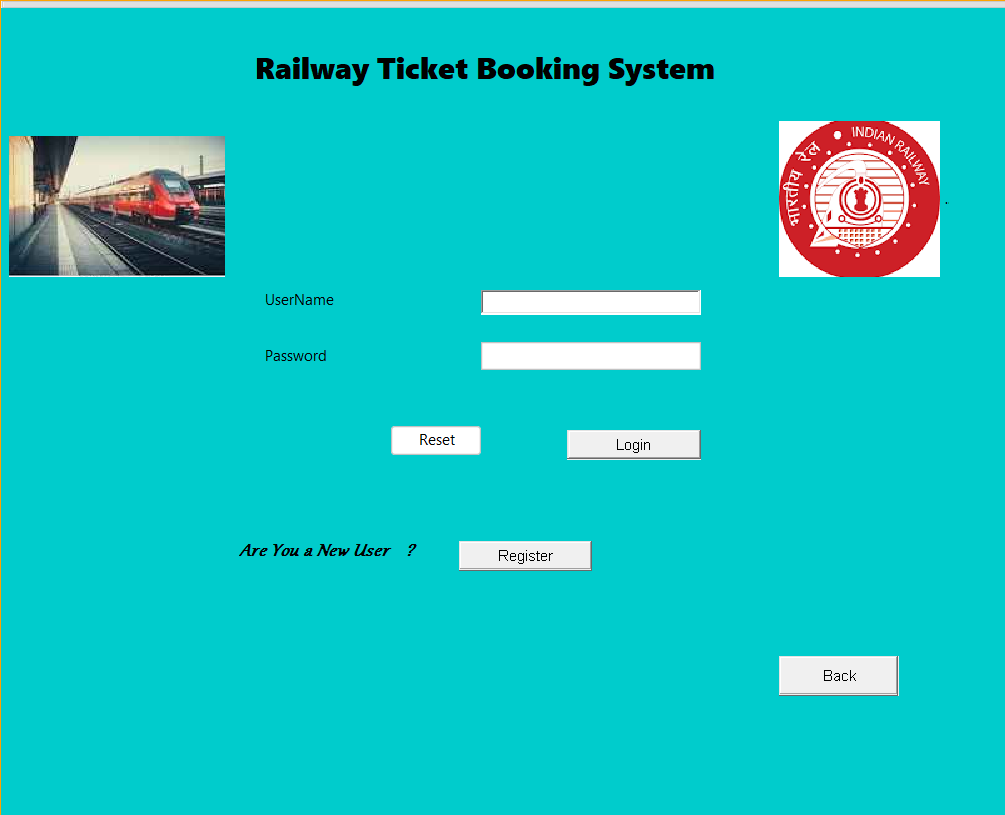 Railway Ticket Booking System
भारतीय रेल
INDIAN RAILWAY
UserName
Password
Reset
Login
Are You a New User ?
Register
Back